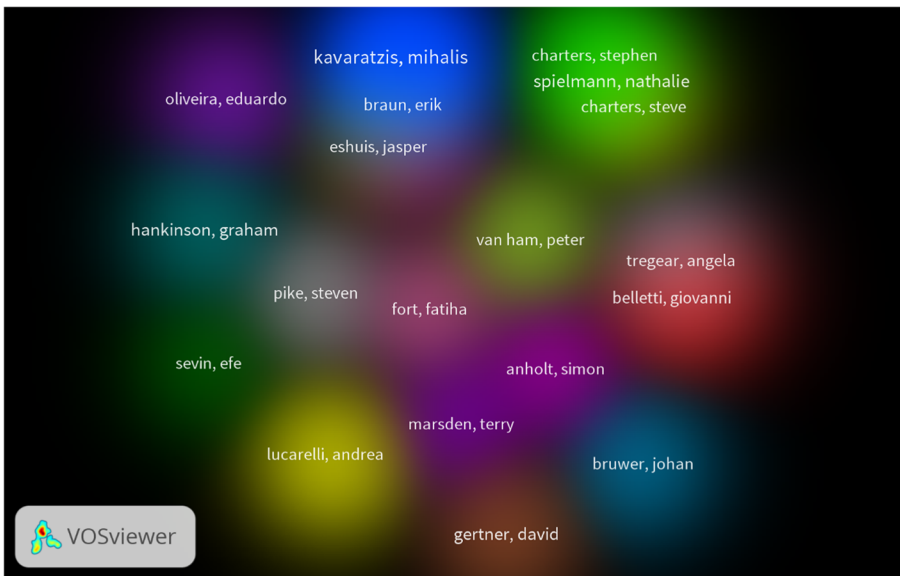 kavaratzis, mihalis
charters, stephen
spielmann, nathalie
oliveira, eduardo
braun, erik
charters, steve
eshuis, jasper
hankinson, graham
van ham, peter
tregear, angela
pike, steven
belletti, giovanni
fort, fatiha
sevin, efe
anholt, simon
marsden, terry
lucarelli, andrea
bruwer, johan
gertner, david
VOSviewer